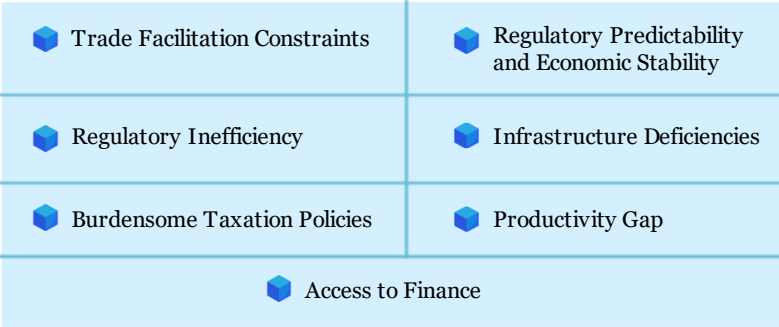 Trade Facilitation Constraints
Regulatory Predictability
and Economic Stability
Regulatory Inefficiency
Infrastructure Deficiencies
Burdensome Taxation Policies
Productivity Gap
Access to Finance